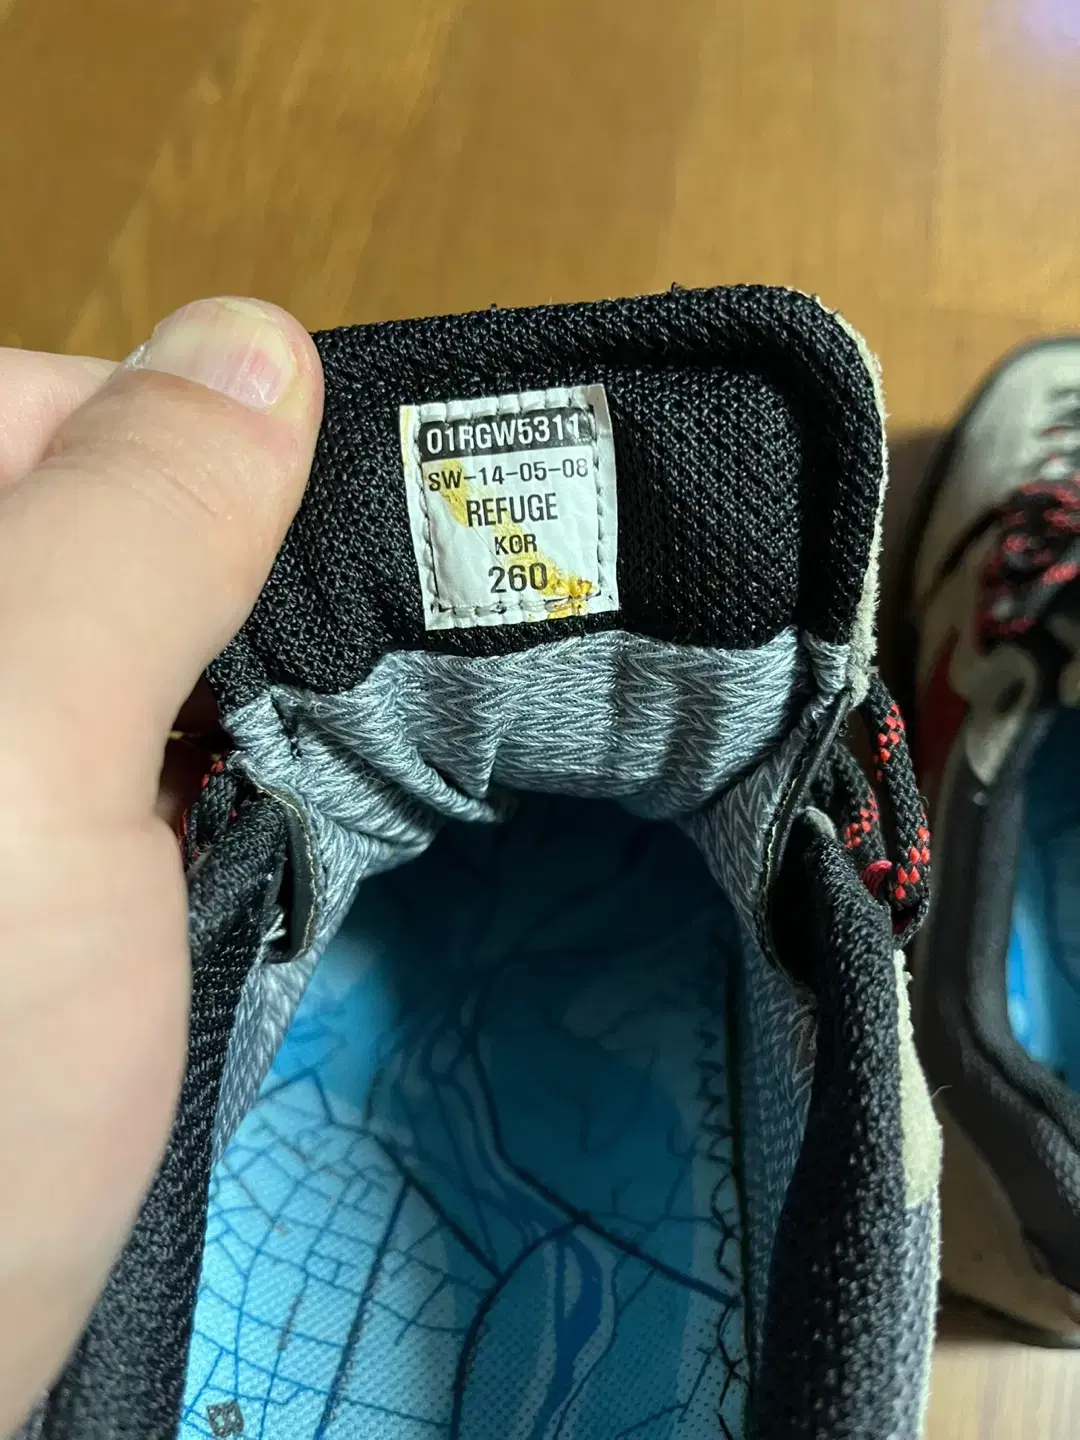 01RGW5311
SW-14-05-08
REFUGE
KOR
260